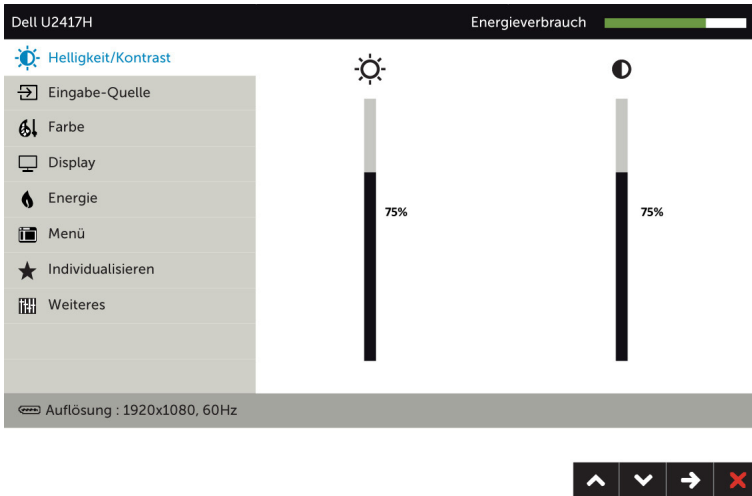 Dell U2417H
Energieverbrauch
Helligkeit/Kontrast
Eingabe-Quelle
Farbe
Display
Energie
Menü
Individualisieren
Weiteres
75%
75%
Auflösung : 1920x1080, 60Hz